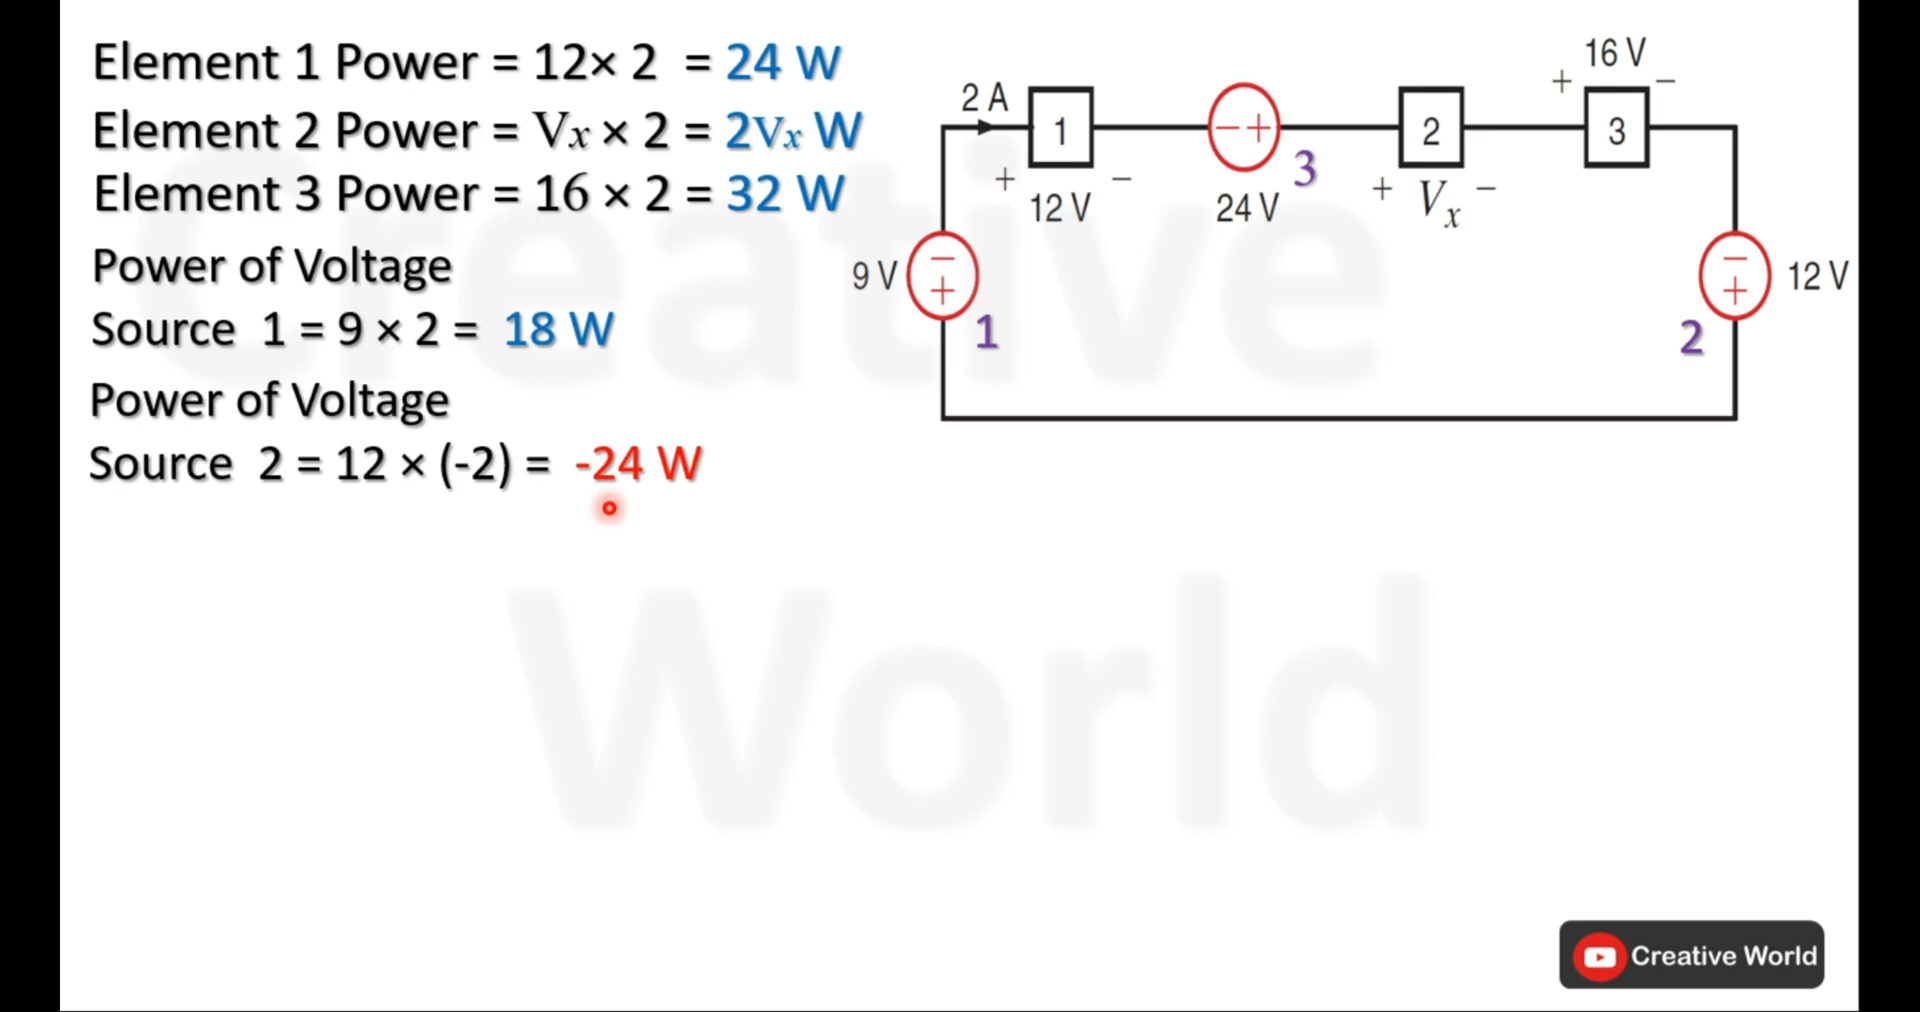 Element 1 Power = 12× 2 = 24 W
Element 2 Power = Vx × 2 = 2Vx W
Element 3 Power = 16 × 2 = 32 W
Power of Voltage
Source 1 = 9 × 2 = 18 W
Power of Voltage
Source 2 = 12 × (-2) = -24 W
16 V
+ −
2 A
1
− +
2
3
3
+ −
12 V
24 V
+ Vx −
9 V
−
+
1
−
+
12 V
2
Creative
World
Creative World